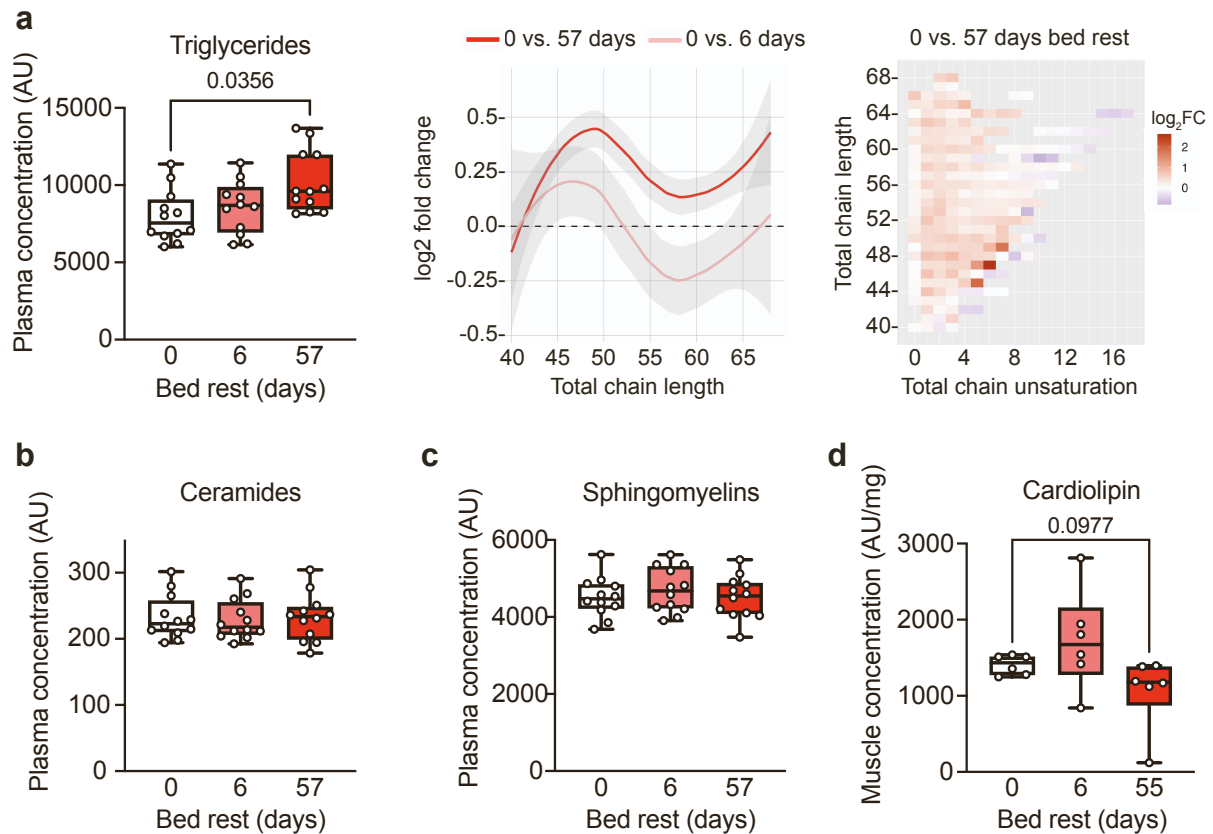 a
Triglycerides
0.0356
Plasma concentration (AU)
15000
10000
5000
0
0 6 57
Bed rest (days)
0 vs. 57 days 0 vs. 6 days
log2 fold change
0.5
0.25
0.0
-0.25
-0.5
40 45 50 55 60 65
Total chain length
0 vs. 57 days bed rest
Total chain length
68
64
60
56
52
48
44
40
0 4 8 12 16
Total chain unsaturation
log2FC
2
1
0
b
Ceramides
Plasma concentration (AU)
300
200
100
0
0 6 57
Bed rest (days)
c
Sphingomyelins
Plasma concentration (AU)
6000
4000
2000
0
0 6 57
Bed rest (days)
d
Cardiolipin
0.0977
Muscle concentration (AU/mg)
3000
2000
1000
0
0 6 55
Bed rest (days)